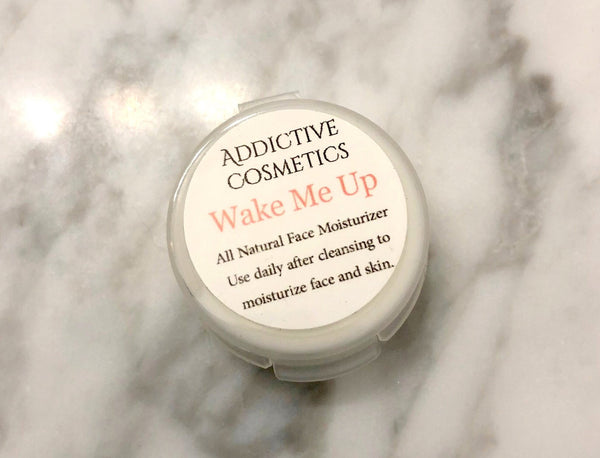 ADDICTIVE
COSMETICS
Wake Me Up
All Natural Face Moisturizer
Use daily after cleansing to
moisturize face and skin.